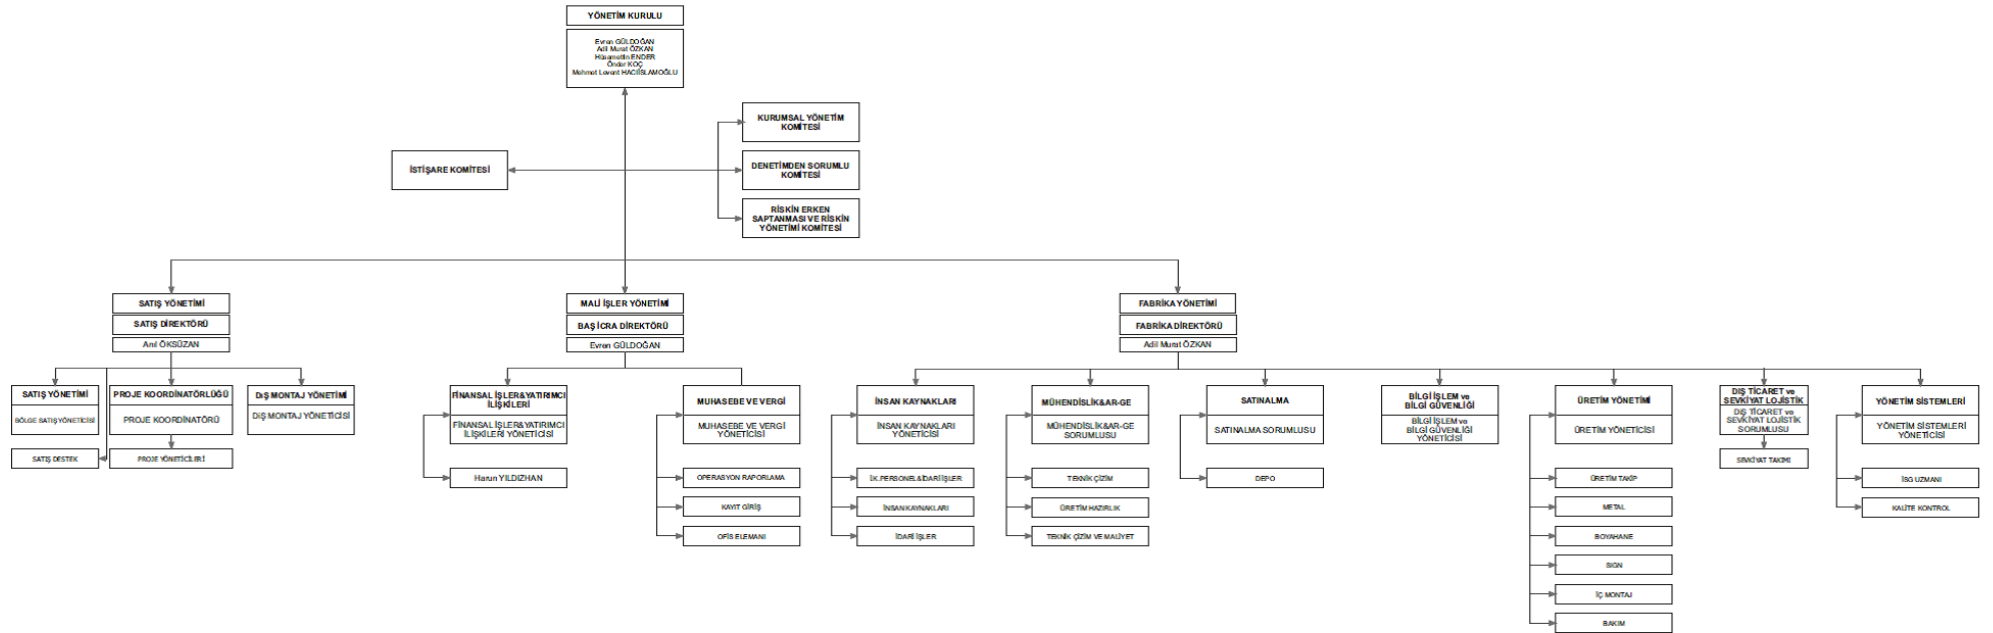 YÖNETİM KURULU
Evren GÜLDOĞAN
Adil Murat ÖZKAN
Hüsamettin ENDER
Önder KOÇ
Mehmet Levent HACIİSLAMOĞLU
KURUMSAL YÖNETİM
KOMİTESİ
İSTİŞARE KOMİTESİ
DENETİMDEN SORUMLU
KOMİTESİ
RİSKİN ERKEN
SAPTANMASI VE RİSKİN
YÖNETİMİ KOMİTESİ
SATIŞ YÖNETİMİ
SATIŞ DİREKTÖRÜ
Anıl ÖKSÜZAN
MALİ İŞLER YÖNETİMİ
BAŞ İCRA DİREKTÖRÜ
Evren GÜLDOĞAN
FABRİKA YÖNETİMİ
FABRİKA DİREKTÖRÜ
Adil Murat ÖZKAN
SATIŞ YÖNETİMİ
BÖLGE SATIŞ YÖNETİCİSİ
SATIŞ DESTEK
PROJE KOORDİNATÖRLÜĞÜ
PROJE KOORDİNATÖRÜ
PROJE YÖNETİCİLERİ
DIŞ MONTAJ YÖNETİMİ
DIŞ MONTAJ YÖNETİCİSİ
FİNANSAL İŞLER&YATIRIMCI
İLİŞKİLERİ
FİNANSAL İŞLER&YATIRIMCI
İLİŞKİLERİ YÖNETİCİSİ
Harun YILDIZHAN
MUHASEBE VE VERGİ
MUHASEBE VE VERGİ
YÖNETİCİSİ
OPERASYON RAPORLAMA
KAYIT GİRİŞ
OFİS ELEMANI
İNSAN KAYNAKLARI
İNSAN KAYNAKLARI
YÖNETİCİSİ
İ.K.PERSONEL&İDARİ İŞLER
İNSAN KAYNAKLARI
İDARİ İŞLER
MÜHENDİSLİK&AR-GE
MÜHENDİSLİK&AR-GE
SORUMLUSU
TEKNİK ÇİZİM
ÜRETİM HAZIRLIK
TEKNİK ÇİZİM VE MALİYET
SATINALMA
SATINALMA SORUMLUSU
DEPO
BİLGİ İŞLEM ve
BİLGİ GÜVENLİĞİ
BİLGİ İŞLEM ve
BİLGİ GÜVENLİĞİ
YÖNETİCİSİ
ÜRETİM YÖNETİMİ
ÜRETİM YÖNETİCİSİ
ÜRETİM TAKİP
METAL
BOYAHANE
SIGN
İÇ MONTAJ
BAKIM
DIŞ TİCARET ve
SEVKİYAT LOJİSTİK
DIŞ TİCARET ve
SEVKİYAT LOJİSTİK
SORUMLUSU
SEVKİYAT TAKIMI
YÖNETİM SİSTEMLERİ
YÖNETİM SİSTEMLERİ
YÖNETİCİSİ
İSG UZMANI
KALİTE KONTROL